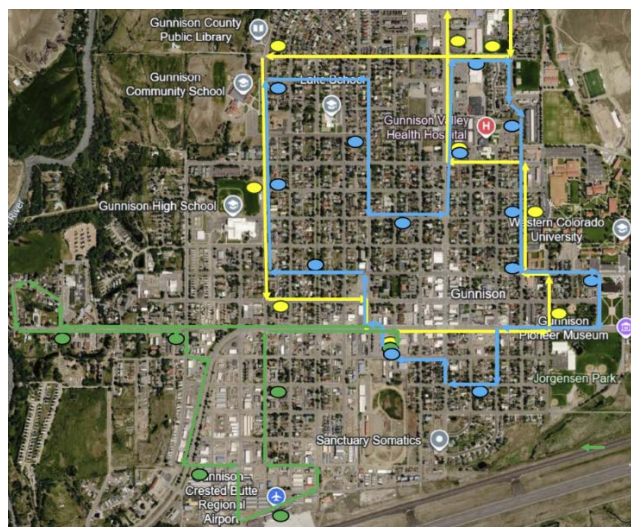 Gunnison County
Public Library
Gunnison
Community School
Lake School
Gunnison Valley
Health Hospital
Gunnison High School
River
Western Colorado
University
Gunnison
Gunnison
Pioneer Museum
Jorgensen Park
Sanctuary Somatics
Crested Butte
Regional
Airport